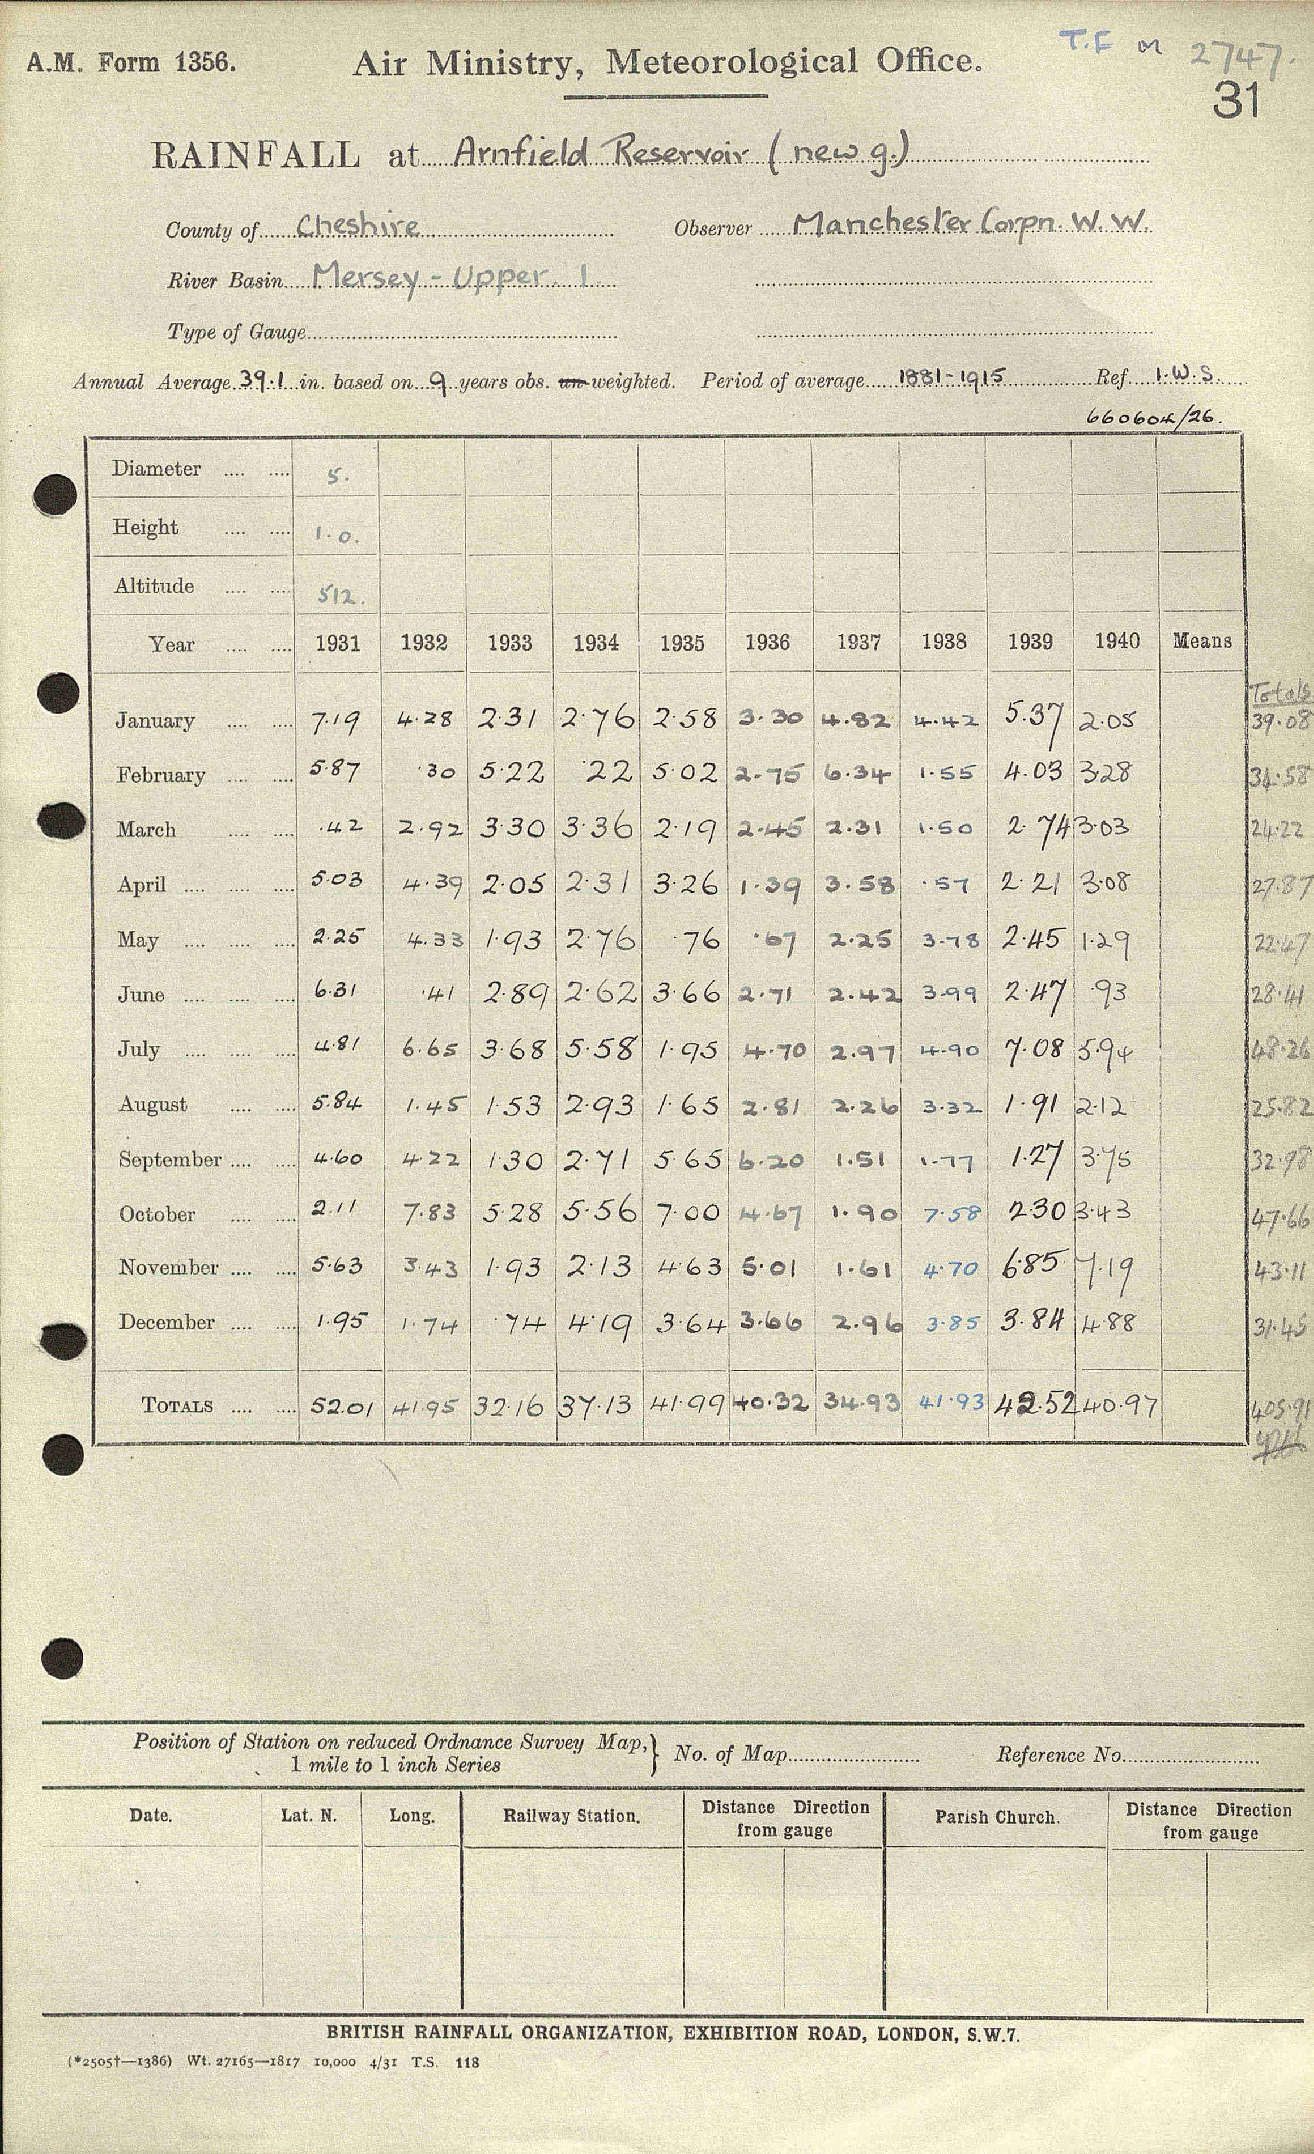 A.M. Form 1356.
Air Ministry, Meteorological Office.
T.F M 2747.
31
RAINFALL at Arnfield Reservoir (new g.)
County of Cheshire Observer Manchester Corpn. W.W.
River Basin Mersey - Upper. 1
Type of Gauge
Annual Average 39.1 in. based on 9 years obs. un-weighted. Period of average 1881-1915 Ref. I.W.S.
660604/26.
Diameter 5.
Height 1.0.
Altitude 512.
Year 1931 1932 1933 1934 1935 1936 1937 1938 1939 1940 Means
Totals
January 7.19 4.28 2.31 2.76 2.58 3.30 4.82 4.42 5.37 2.05 39.08
February 5.87 .30 5.22 .22 5.02 2.75 6.34 1.55 4.03 3.28 34.58
March .42 2.92 3.30 3.36 2.19 2.45 2.31 1.50 2.74 3.03 24.22
April 5.03 4.39 2.05 2.31 3.26 1.39 3.58 .57 2.21 3.08 27.87
May 2.25 4.33 1.93 2.76 .76 .67 2.25 3.78 2.45 1.29 22.47
June 6.31 .41 2.89 2.62 3.66 2.71 2.42 3.99 2.47 .93 28.41
July 4.81 6.65 3.68 5.58 1.95 4.70 2.97 4.90 7.08 5.94 48.26
August 5.84 1.45 1.53 2.93 1.65 2.81 2.26 3.32 1.91 2.12 25.82
September 4.60 4.22 1.30 2.71 5.65 6.20 1.51 1.77 1.27 3.75 32.98
October 2.11 7.83 5.28 5.56 7.00 4.67 1.90 7.58 2.30 3.43 47.66
November 5.63 3.43 1.93 2.13 4.63 5.01 1.61 4.70 6.85 7.19 43.11
December 1.95 1.74 .74 4.19 3.64 3.66 2.96 3.85 3.84 4.88 31.45
TOTALS 52.01 41.95 32.16 37.13 41.99 40.32 34.93 41.93 42.52 40.97 405.91
Position of Station on reduced Ordnance Survey Map, 1 mile to 1 inch Series } No. of Map Reference No.
Date. Lat. N. Long. Railway Station. Distance Direction from gauge Parish Church. Distance Direction from gauge
BRITISH RAINFALL ORGANIZATION, EXHIBITION ROAD, LONDON, S.W.7.
(*2505†—1386) Wt. 27165—1817 10,000 4/31 T.S. 118